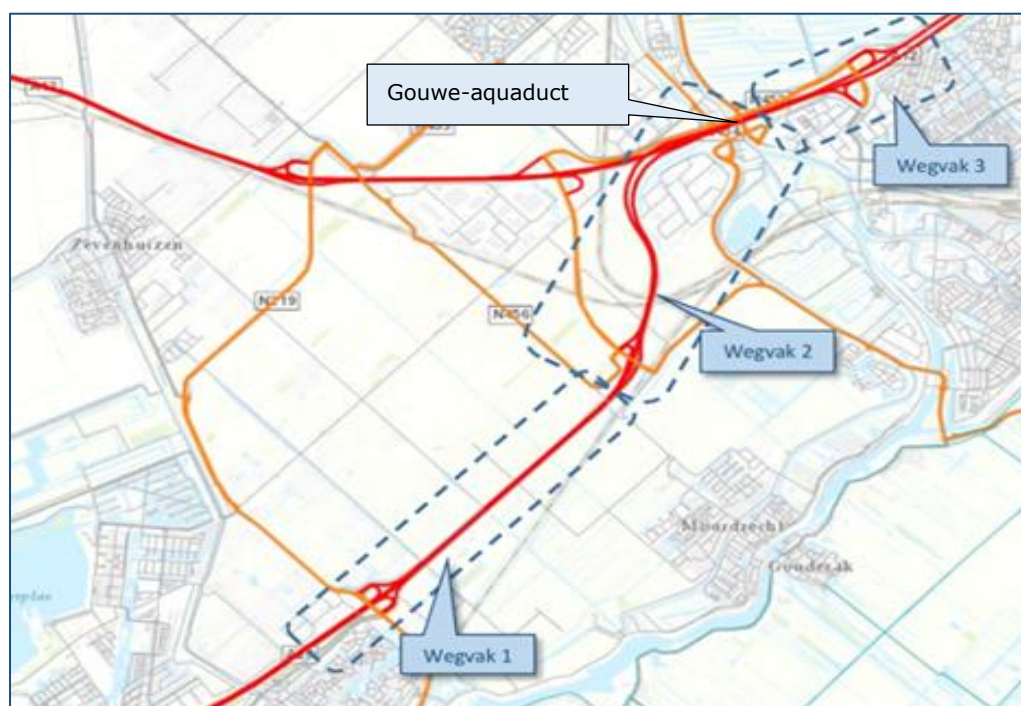 Gouwe-aquaduct
Wegvak 3
Zevenhuizen
N219
N456
Wegvak 2
Moordrecht
Gouderak
Wegvak 1